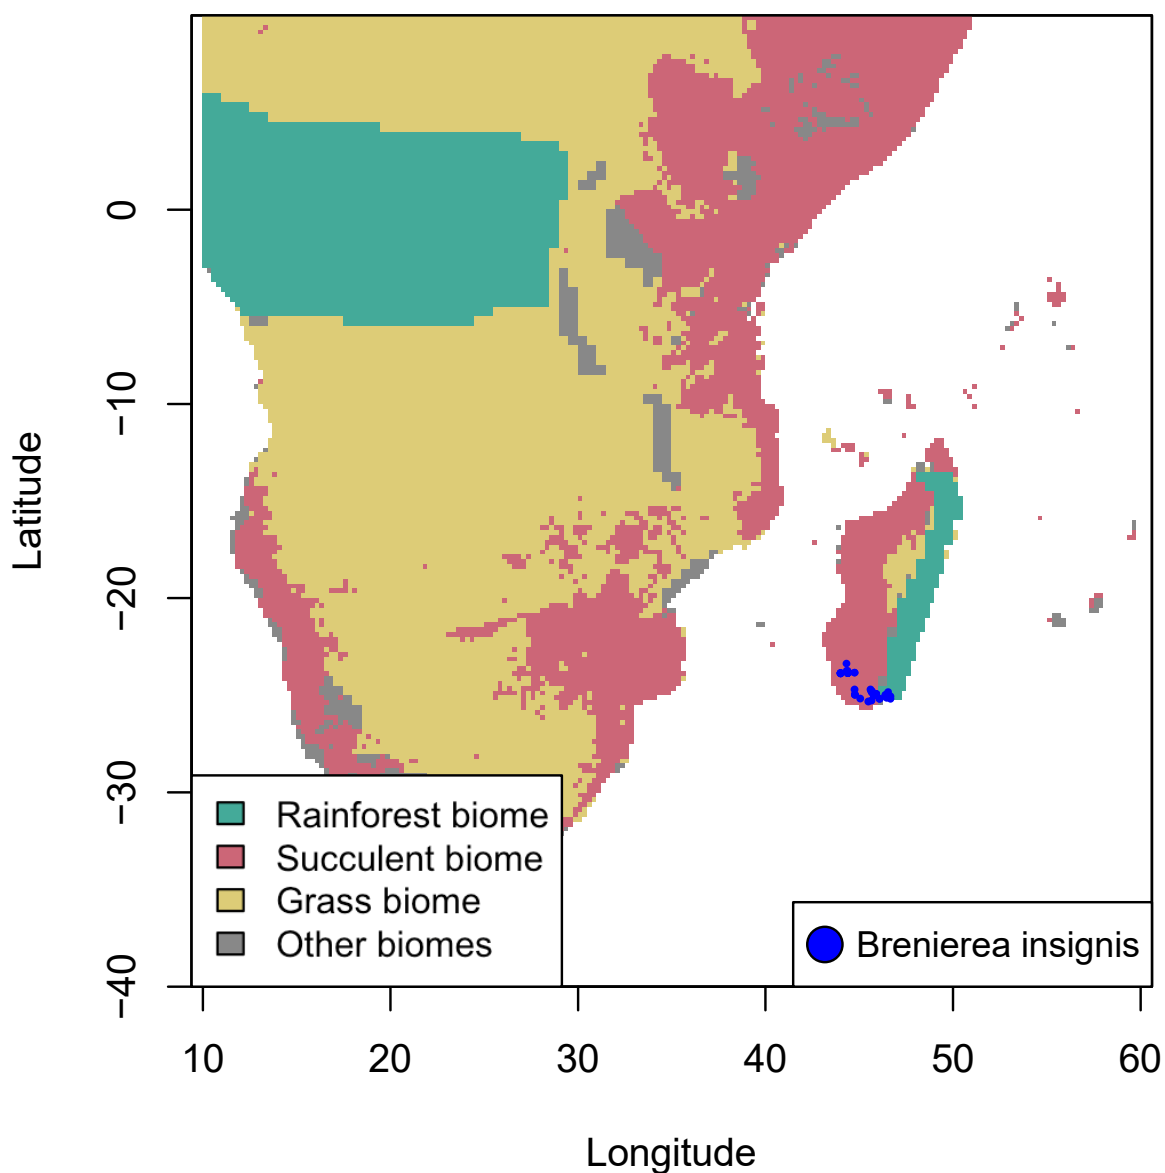 Latitude
0
−10
−20
−30
−40
Rainforest biome
Succulent biome
Grass biome
Other biomes
Brenierea insignis
10
20
30
40
50
60
Longitude